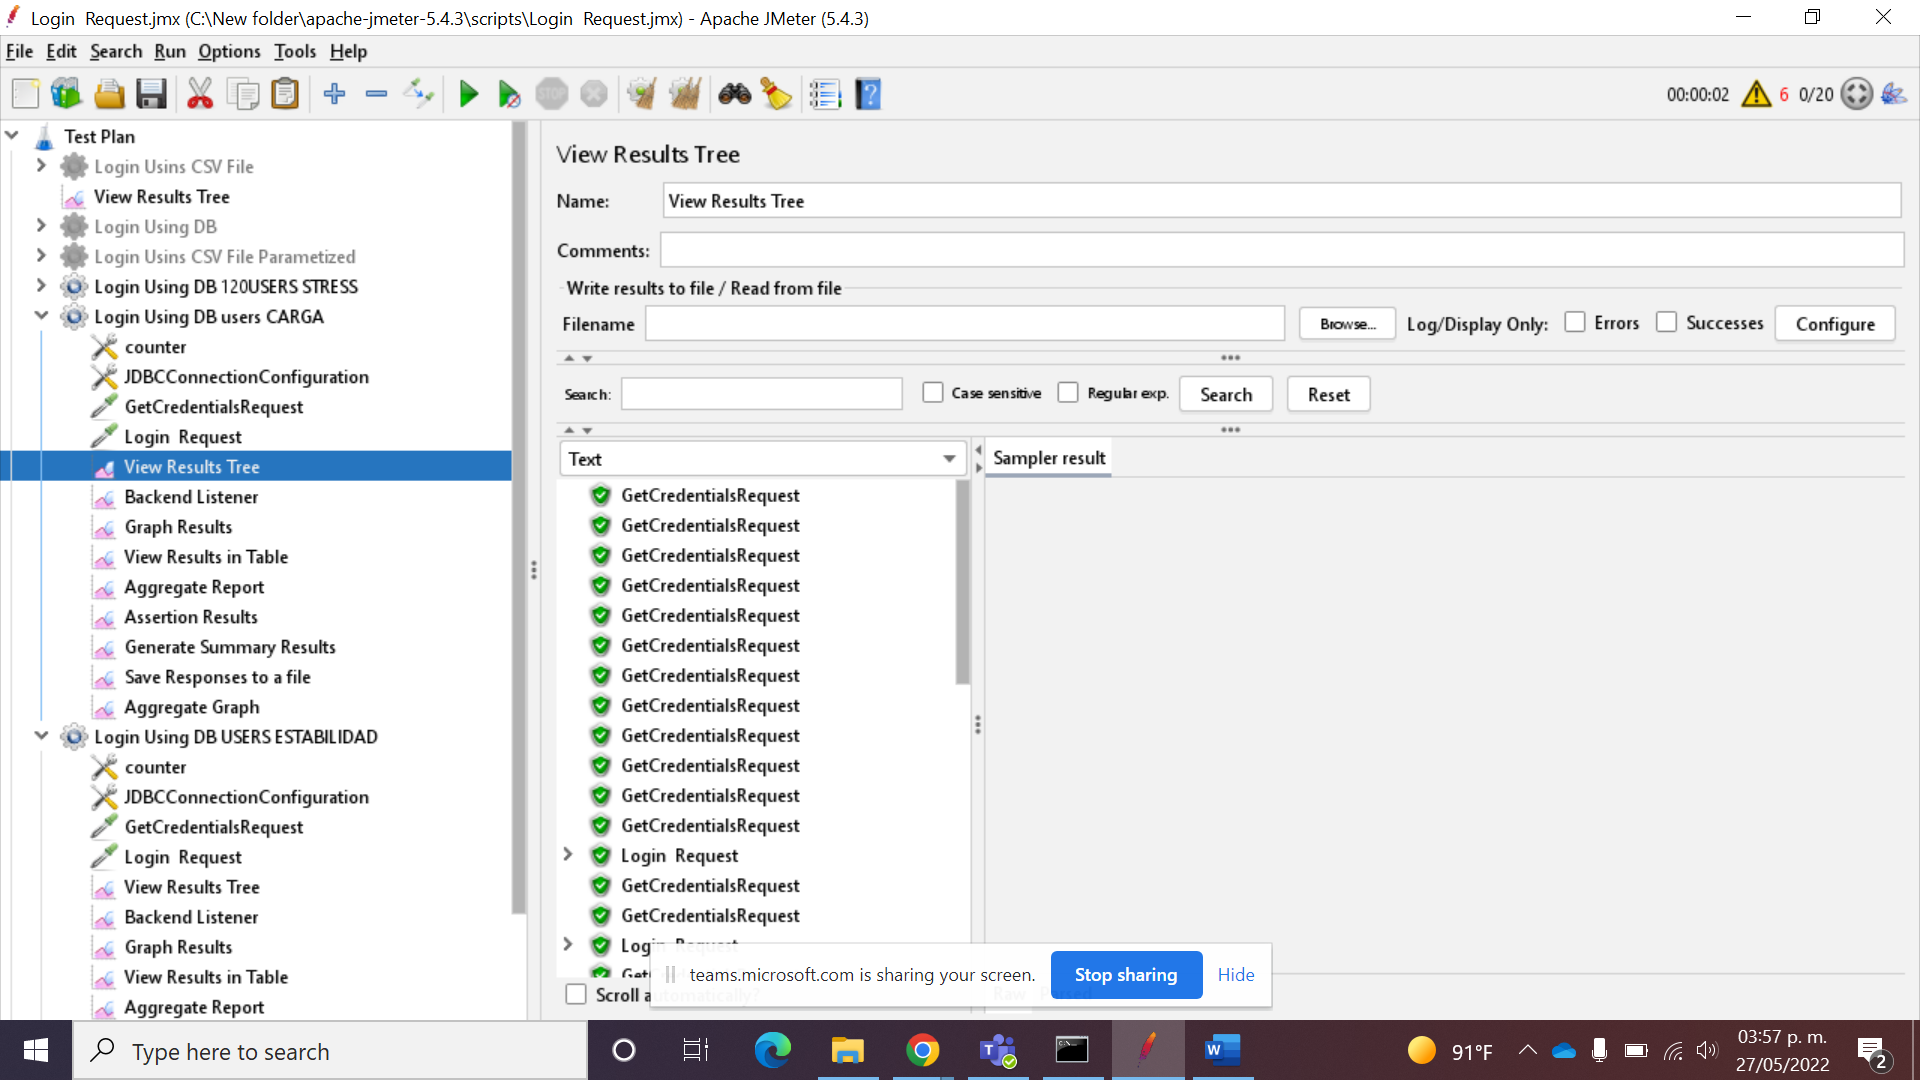 Login  Request.jmx (C:\New folder\apache-jmeter-5.4.3\scripts\Login  Request.jmx) - Apache JMeter (5.4.3)
File Edit Search Run Options Tools Help
STOP
00:00:02 6 0/20
Test Plan
Login Usins CSV File
View Results Tree
Login Using DB
Login Usins CSV File Parametized
Login Using DB 120USERS STRESS
Login Using DB users CARGA
counter
JDBCConnectionConfiguration
GetCredentialsRequest
Login  Request
View Results Tree
Backend Listener
Graph Results
View Results in Table
Aggregate Report
Assertion Results
Generate Summary Results
Save Responses to a file
Aggregate Graph
Login Using DB USERS ESTABILIDAD
counter
JDBCConnectionConfiguration
GetCredentialsRequest
Login  Request
View Results Tree
Backend Listener
Graph Results
View Results in Table
Aggregate Report
View Results Tree
Name: View Results Tree
Comments:
Write results to file / Read from file
Filename Browse... Log/Display Only: Errors Successes Configure
Search: Case sensitive Regular exp. Search Reset
Text
Sampler result
GetCredentialsRequest
GetCredentialsRequest
GetCredentialsRequest
GetCredentialsRequest
GetCredentialsRequest
GetCredentialsRequest
GetCredentialsRequest
GetCredentialsRequest
GetCredentialsRequest
GetCredentialsRequest
GetCredentialsRequest
GetCredentialsRequest
Login  Request
GetCredentialsRequest
GetCredentialsRequest
Login  Request
Scroll automatically?
teams.microsoft.com is sharing your screen. Stop sharing Hide
Type here to search
91°F
03:57 p. m.
27/05/2022
2